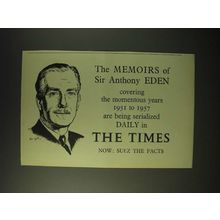 The MEMOIRS of
Sir Anthony EDEN
covering
the momentous years
1951 to 1957
are being serialized
DAILY in
THE TIMES
NOW: SUEZ THE FACTS